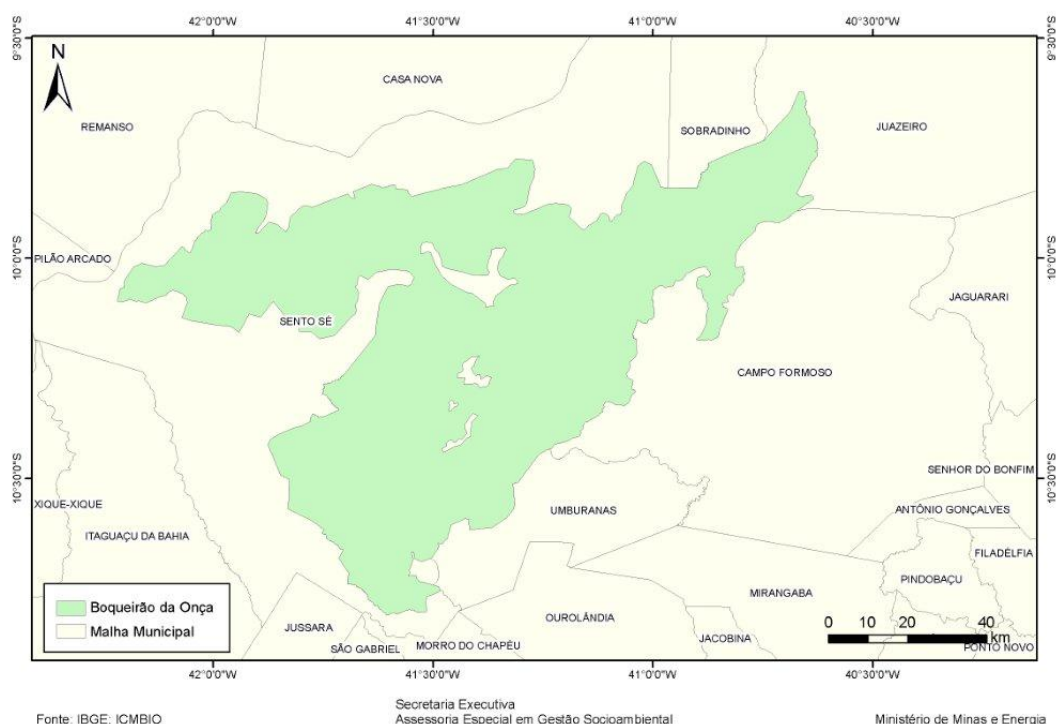 42°0'0"W
41°30'0"W
41°0'0"W
40°30'0"W
9°30'0"S
9°30'0"S
N
CASA NOVA
REMANSO
SOBRADINHO
JUAZEIRO
PILÃO ARCADO
10°0'0"S
10°0'0"S
JAGUARARI
SENTO SÉ
CAMPO FORMOSO
SENHOR DO BONFIM
10°30'0"S
10°30'0"S
XIQUE-XIQUE
UMBURANAS
ANTÔNIO GONÇALVES
ITAGUAÇU DA BAHIA
FILADÉLFIA
PINDOBAÇU
MIRANGABA
Boqueirão da Onça
Malha Municipal
OUROLÂNDIA
JUSSARA
SÃO GABRIEL
MORRO DO CHAPÉU
JACOBINA
0 10 20 40
km
PONTO NOVO
42°0'0"W
41°30'0"W
41°0'0"W
40°30'0"W
Fonte: IBGE; ICMBIO
Secretaria Executiva
Assessoria Especial em Gestão Socioambiental
Ministério de Minas e Energia